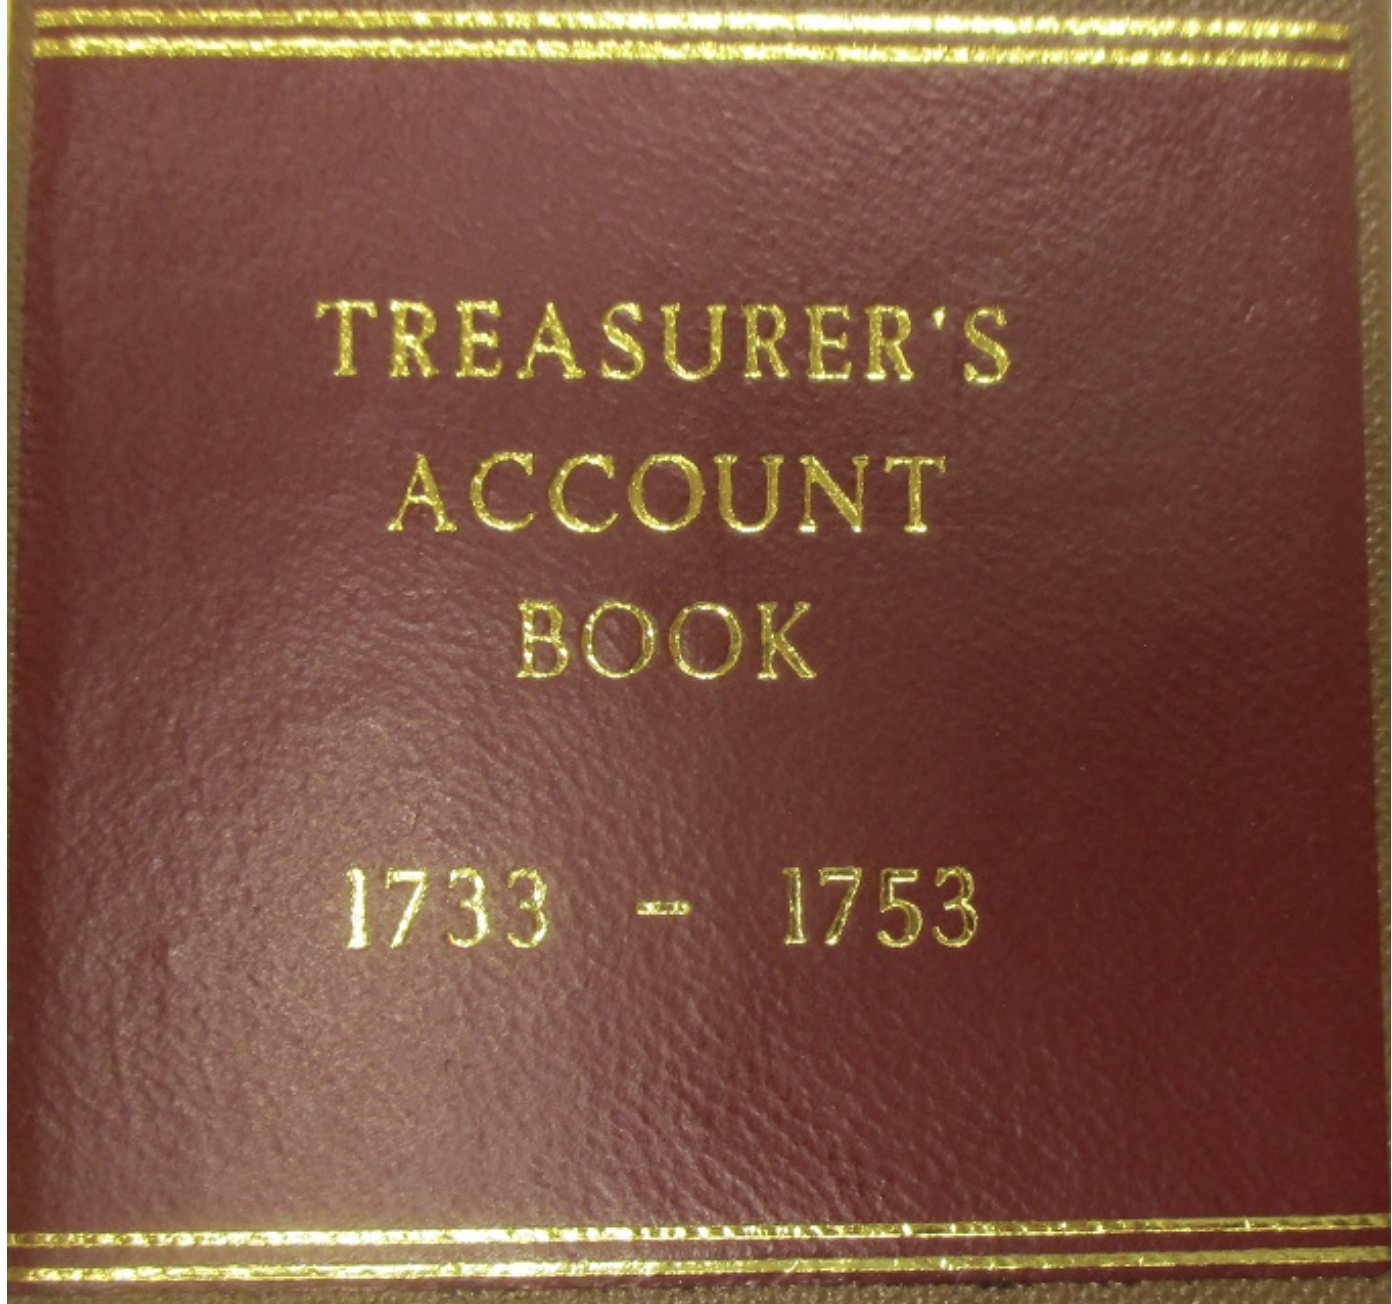 TREASURER'S
ACCOUNT
BOOK
1733 - 1753